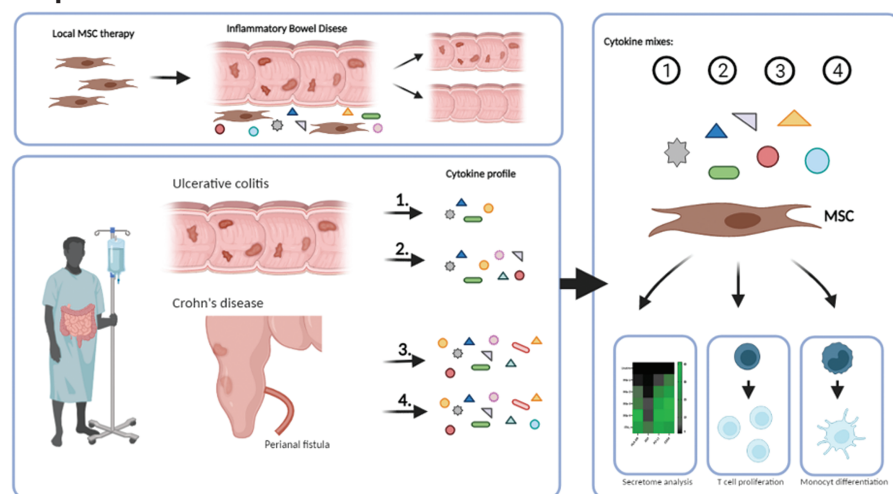 Local MSC therapy
Inflammatory Bowel Disese
Ulcerative colitis
Crohn's disease
Perianal fistula
Cytokine profile
1.
2.
3.
4.
Cytokine mixes:
1 2 3 4
MSC
Secretome analysis
T cell proliferation
Monocyt differentiation